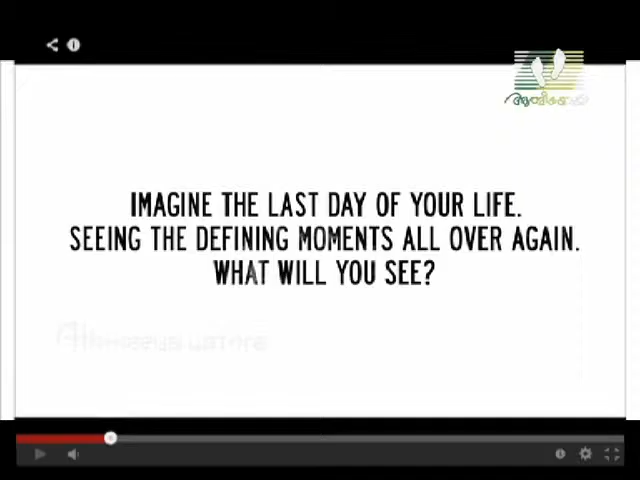 IMAGINE THE LAST DAY OF YOUR LIFE.
SEEING THE DEFINING MOMENTS ALL OVER AGAIN.
WHAT WILL YOU SEE?